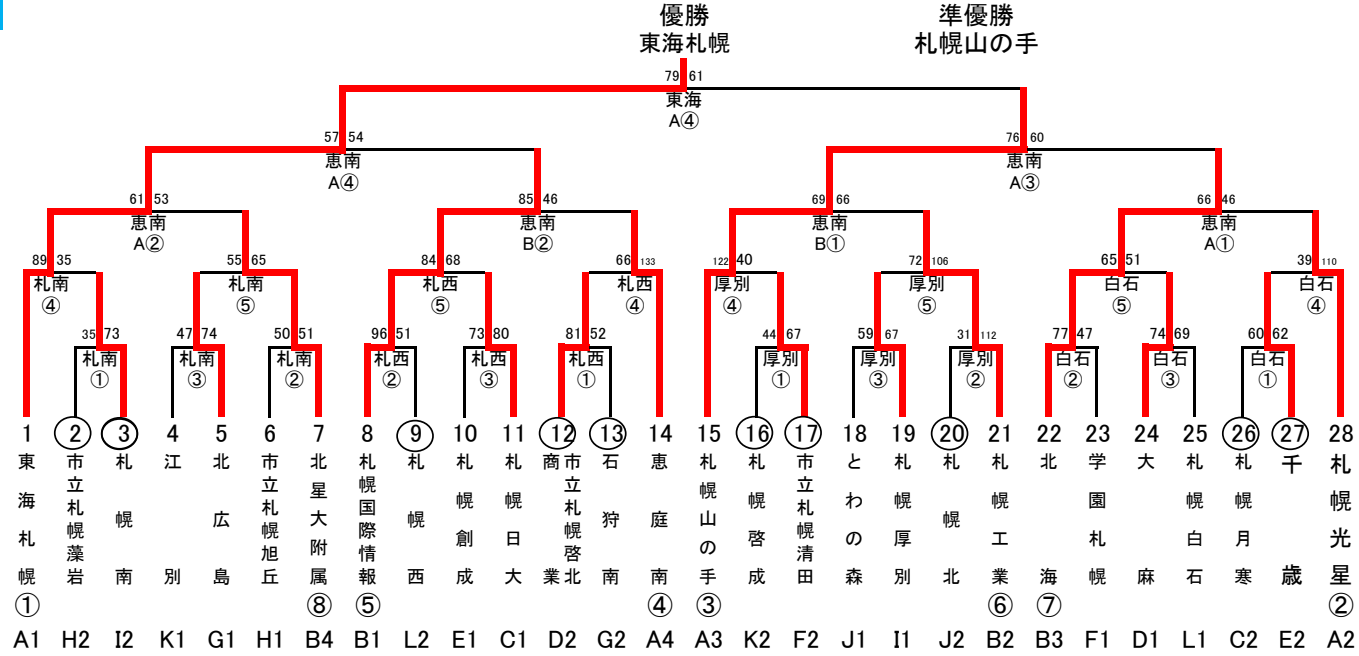 優勝 準優勝
東海札幌 札幌山の手
79 61
東海
A④
57 54 76 60
恵南 恵南
A④ A③
61 53 85 46 69 66 66 46
恵南 恵南 恵南 恵南
A② B② B① A①
89 35 55 65 84 68 66 133 122 40 72 106 65 51 39 110
札南 札南 札西 札西 厚別 厚別 白石 白石
④ ⑤ ⑤ ④ ④ ⑤ ⑤ ④
35 73 47 74 50 51 96 51 73 80 81 52 44 67 59 67 31 112 77 47 74 69 60 62
札南 札南 札南 札西 札西 札西 厚別 厚別 厚別 白石 白石 白石
① ③ ② ② ③ ① ① ③ ② ② ③ ①
1 2 3 4 5 6 7 8 9 10 11 12 13 14 15 16 17 18 19 20 21 22 23 24 25 26 27 28
東海札幌
市立札幌藻岩
札幌南
江別
北広島
市立札幌旭丘
北星大附属
札幌国際情報
札幌西
札幌創成
札幌日大
市立札幌啓北
商業
石狩南
恵庭南
札幌山の手
札幌啓成
市立札幌清田
とわの森
札幌厚別
札幌北
札幌工業
北海
学園札幌
大麻
札幌白石
札幌月寒
千歳
札幌光星
① ⑧ ⑤ ④ ③ ⑥ ⑦ ②
A1 H2 I2 K1 G1 H1 B4 B1 L2 E1 C1 D2 G2 A4 A3 K2 F2 J1 I1 J2 B2 B3 F1 D1 L1 C2 E2 A2